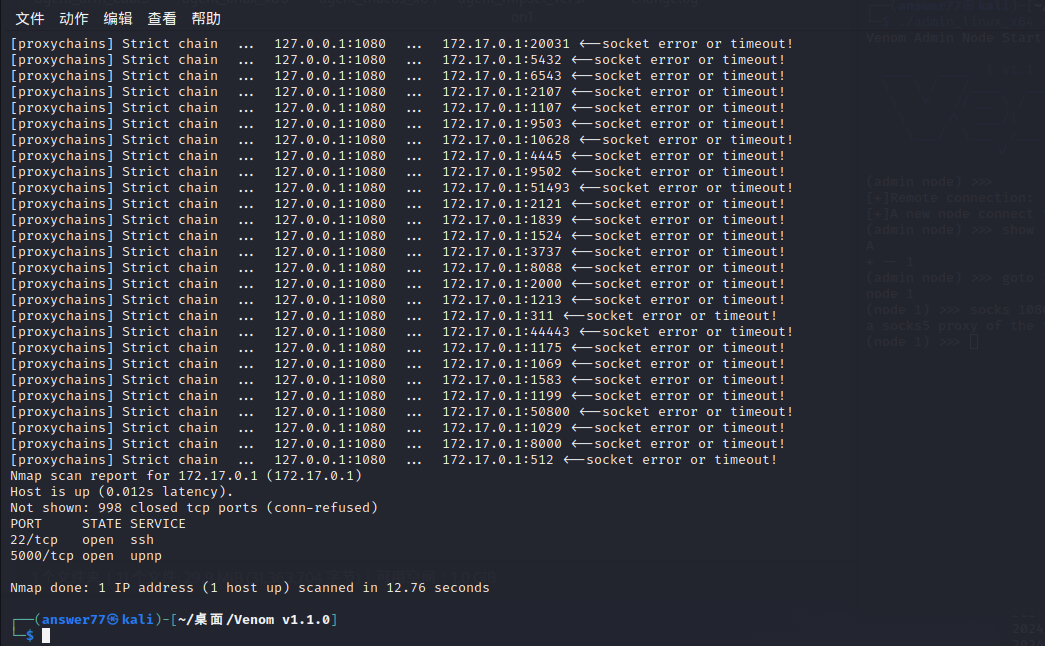 文件 动作 编辑 查看 帮助
[proxychains] Strict chain  ...  127.0.0.1:1080  ...  172.17.0.1:20031 <--socket error or timeout!
[proxychains] Strict chain  ...  127.0.0.1:1080  ...  172.17.0.1:5432 <--socket error or timeout!
[proxychains] Strict chain  ...  127.0.0.1:1080  ...  172.17.0.1:6543 <--socket error or timeout!
[proxychains] Strict chain  ...  127.0.0.1:1080  ...  172.17.0.1:2107 <--socket error or timeout!
[proxychains] Strict chain  ...  127.0.0.1:1080  ...  172.17.0.1:1107 <--socket error or timeout!
[proxychains] Strict chain  ...  127.0.0.1:1080  ...  172.17.0.1:9503 <--socket error or timeout!
[proxychains] Strict chain  ...  127.0.0.1:1080  ...  172.17.0.1:10628 <--socket error or timeout!
[proxychains] Strict chain  ...  127.0.0.1:1080  ...  172.17.0.1:4445 <--socket error or timeout!
[proxychains] Strict chain  ...  127.0.0.1:1080  ...  172.17.0.1:9502 <--socket error or timeout!
[proxychains] Strict chain  ...  127.0.0.1:1080  ...  172.17.0.1:51493 <--socket error or timeout!
[proxychains] Strict chain  ...  127.0.0.1:1080  ...  172.17.0.1:2121 <--socket error or timeout!
[proxychains] Strict chain  ...  127.0.0.1:1080  ...  172.17.0.1:1839 <--socket error or timeout!
[proxychains] Strict chain  ...  127.0.0.1:1080  ...  172.17.0.1:1524 <--socket error or timeout!
[proxychains] Strict chain  ...  127.0.0.1:1080  ...  172.17.0.1:3737 <--socket error or timeout!
[proxychains] Strict chain  ...  127.0.0.1:1080  ...  172.17.0.1:8088 <--socket error or timeout!
[proxychains] Strict chain  ...  127.0.0.1:1080  ...  172.17.0.1:2000 <--socket error or timeout!
[proxychains] Strict chain  ...  127.0.0.1:1080  ...  172.17.0.1:1213 <--socket error or timeout!
[proxychains] Strict chain  ...  127.0.0.1:1080  ...  172.17.0.1:311 <--socket error or timeout!
[proxychains] Strict chain  ...  127.0.0.1:1080  ...  172.17.0.1:44443 <--socket error or timeout!
[proxychains] Strict chain  ...  127.0.0.1:1080  ...  172.17.0.1:1175 <--socket error or timeout!
[proxychains] Strict chain  ...  127.0.0.1:1080  ...  172.17.0.1:1069 <--socket error or timeout!
[proxychains] Strict chain  ...  127.0.0.1:1080  ...  172.17.0.1:1583 <--socket error or timeout!
[proxychains] Strict chain  ...  127.0.0.1:1080  ...  172.17.0.1:1199 <--socket error or timeout!
[proxychains] Strict chain  ...  127.0.0.1:1080  ...  172.17.0.1:50800 <--socket error or timeout!
[proxychains] Strict chain  ...  127.0.0.1:1080  ...  172.17.0.1:1029 <--socket error or timeout!
[proxychains] Strict chain  ...  127.0.0.1:1080  ...  172.17.0.1:8000 <--socket error or timeout!
[proxychains] Strict chain  ...  127.0.0.1:1080  ...  172.17.0.1:512 <--socket error or timeout!
Nmap scan report for 172.17.0.1 (172.17.0.1)
Host is up (0.012s latency).
Not shown: 998 closed tcp ports (conn-refused)
PORT     STATE SERVICE
22/tcp   open  ssh
5000/tcp open  upnp
Nmap done: 1 IP address (1 host up) scanned in 12.76 seconds
┌──(answer77㉿kali)-[~/桌面/Venom v1.1.0]
└─$
Venom Admin Node Start
(admin node) >>>
[+]Remote connection:
[+]A new node connect
(admin node) >>> show
A
+ -- 1
(admin node) >>> goto
node 1
(node 1) >>> socks
a socks5 proxy of the
(node 1) >>>